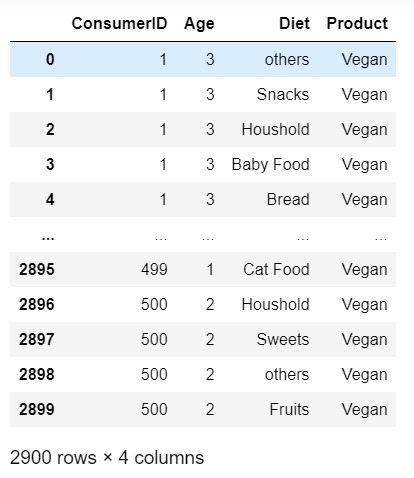 ConsumerID Age Diet Product
0 1 3 others Vegan
1 1 3 Snacks Vegan
2 1 3 Houshold Vegan
3 1 3 Baby Food Vegan
4 1 3 Bread Vegan
... ... ... ... ...
2895 499 1 Cat Food Vegan
2896 500 2 Houshold Vegan
2897 500 2 Sweets Vegan
2898 500 2 others Vegan
2899 500 2 Fruits Vegan
2900 rows × 4 columns